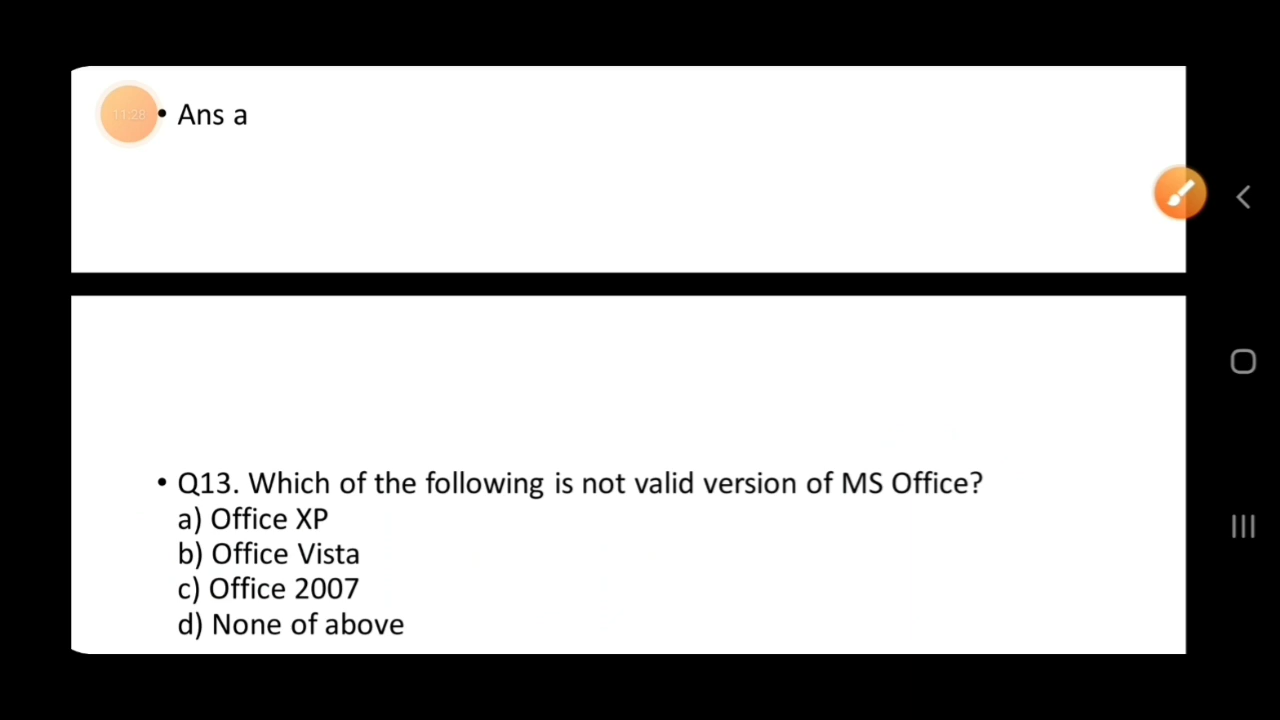 11:28
• Ans a
• Q13. Which of the following is not valid version of MS Office?
a) Office XP
b) Office Vista
c) Office 2007
d) None of above